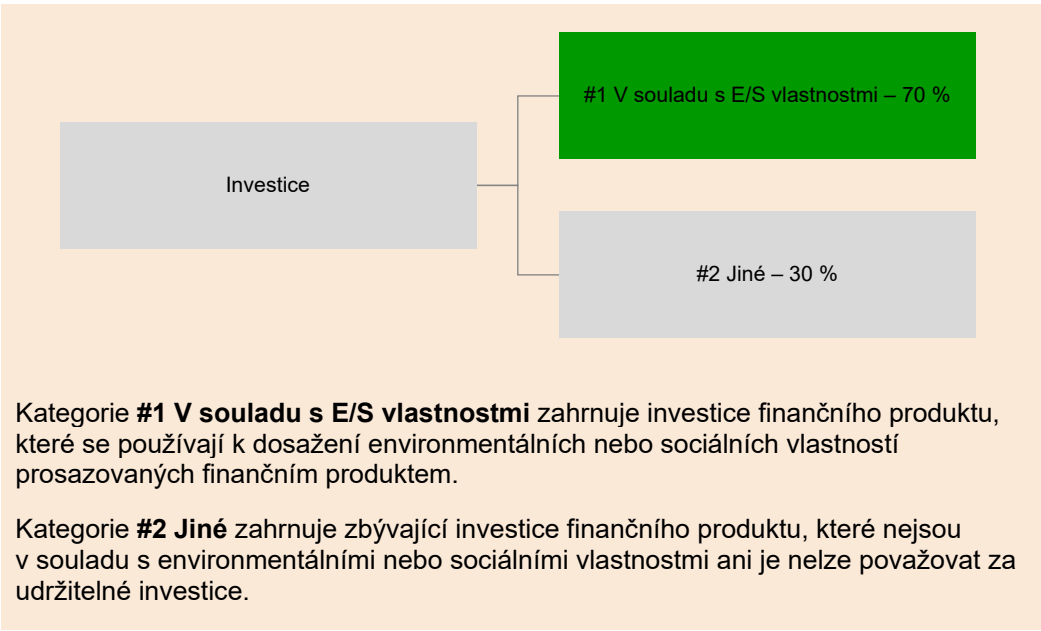 #1 V souladu s E/S vlastnostmi – 70 %
Investice
#2 Jiné – 30 %
Kategorie #1 V souladu s E/S vlastnostmi zahrnuje investice finančního produktu,
které se používají k dosažení environmentálních nebo sociálních vlastností
prosazovaných finančním produktem.
Kategorie #2 Jiné zahrnuje zbývající investice finančního produktu, které nejsou
v souladu s environmentálními nebo sociálními vlastnostmi ani je nelze považovat za
udržitelné investice.